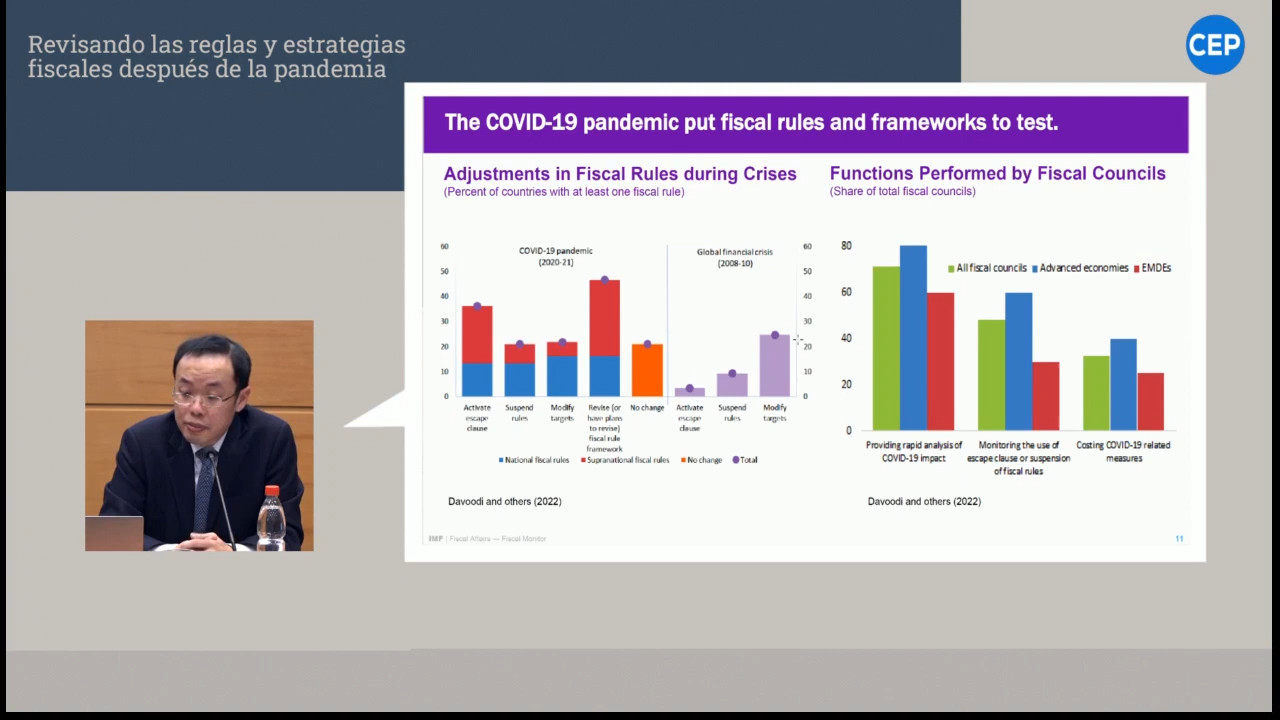 Revisando las reglas y estrategias
fiscales después de la pandemia
CEP
The COVID-19 pandemic put fiscal rules and frameworks to test.
Adjustments in Fiscal Rules during Crises
(Percent of countries with at least one fiscal rule)
60
50
40
30
20
10
0
COVID-19 pandemic
(2020-21)
Global financial crisis
(2008-10)
60
50
40
30
20
10
0
Activate
escape
clause
Suspend
rules
Modify
targets
Revise (or
have plans
to revise)
fiscal rule
framework
No change
Activate
escape
clause
Suspend
rules
Modify
targets
National fiscal rules
Supranational fiscal rules
No change
Total
Davoodi and others (2022)
Functions Performed by Fiscal Councils
(Share of total fiscal councils)
80
60
40
20
0
All fiscal councils
Advanced economies
EMDEs
Providing rapid analysis of
COVID-19 impact
Monitoring the use of
escape clause or suspension
of fiscal rules
Costing COVID-19 related
measures
Davoodi and others (2022)
IMF | Fiscal Affairs — Fiscal Monitor
11